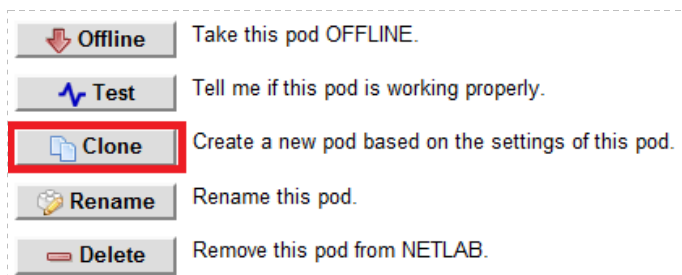 Offline Take this pod OFFLINE.
Test Tell me if this pod is working properly.
Clone Create a new pod based on the settings of this pod.
Rename Rename this pod.
Delete Remove this pod from NETLAB.